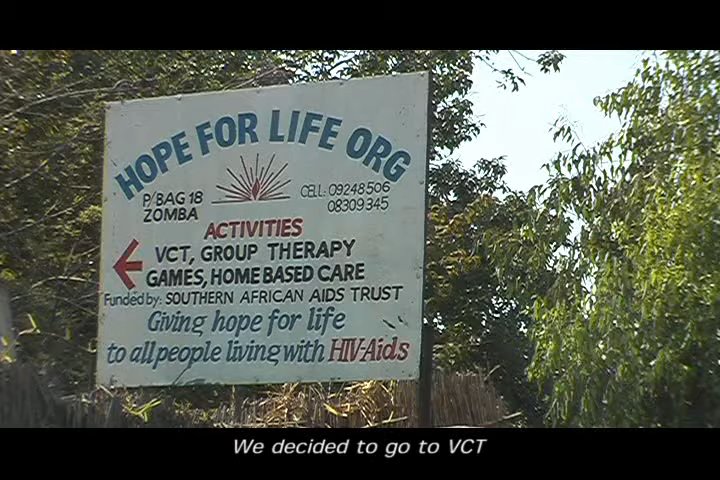 HOPE FOR LIFE ORG
P/BAG 18
ZOMBA
CELL: 09248506
08309345
ACTIVITIES
VCT, GROUP THERAPY
GAMES, HOME BASED CARE
Funded by: SOUTHERN AFRICAN AIDS TRUST
Giving hope for life
to all people living with HIV-Aids
We decided to go to VCT